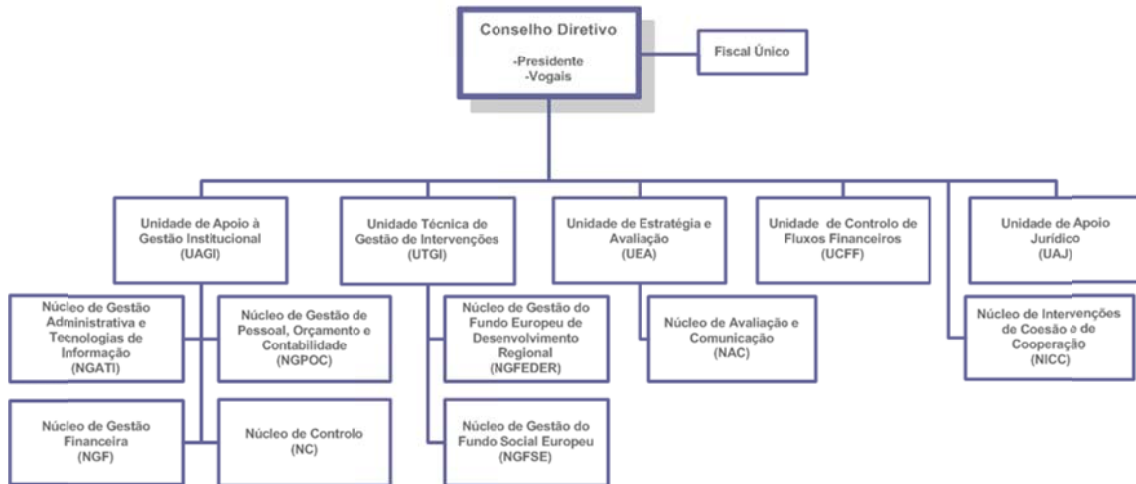 Conselho Diretivo
-Presidente
-Vogais
Fiscal Único
Unidade de Apoio à
Gestão Institucional
(UAGI)
Unidade Técnica de
Gestão de Intervenções
(UTGI)
Unidade de Estratégia e
Avaliação
(UEA)
Unidade de Controlo de
Fluxos Financeiros
(UCFF)
Unidade de Apoio
Jurídico
(UAJ)
Núcleo de Gestão
Administrativa e
Tecnologias de
Informação
(NGATI)
Núcleo de Gestão de
Pessoal, Orçamento e
Contabilidade
(NGPOC)
Núcleo de Gestão do
Fundo Europeu de
Desenvolvimento
Regional
(NGFEDER)
Núcleo de Avaliação e
Comunicação
(NAC)
Núcleo de Intervenções
de Coesão e de
Cooperação
(NICC)
Núcleo de Gestão
Financeira
(NGF)
Núcleo de Controlo
(NC)
Núcleo de Gestão do
Fundo Social Europeu
(NGFSE)